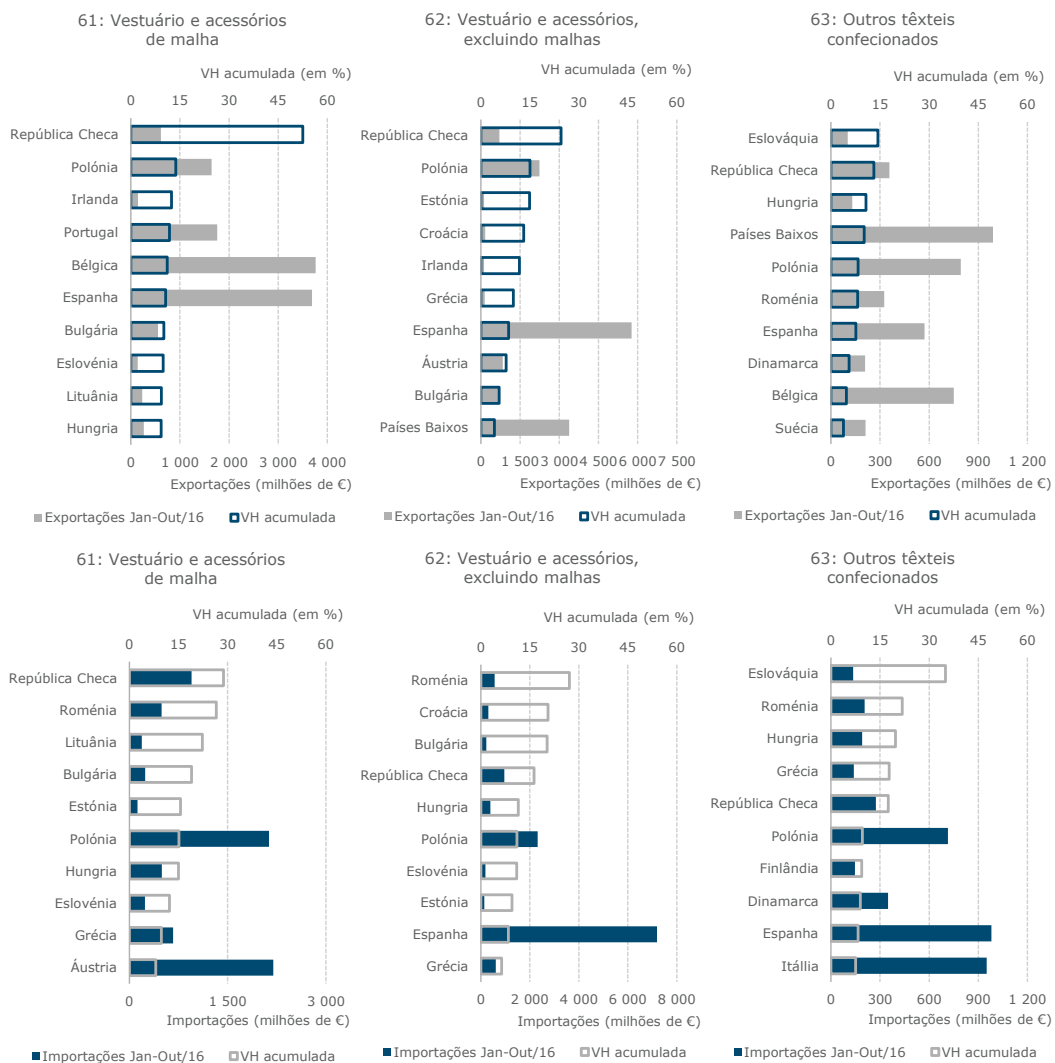 61: Vestuário e acessórios
de malha
VH acumulada (em %)
0 15 30 45 60
República Checa
Polónia
Irlanda
Portugal
Bélgica
Espanha
Bulgária
Eslovénia
Lituânia
Hungria
0 1 000 2 000 3 000 4 000
Exportações (milhões de €)
Exportações Jan-Out/16 VH acumulada
62: Vestuário e acessórios,
excluindo malhas
VH acumulada (em %)
0 15 30 45 60
República Checa
Polónia
Estónia
Croácia
Irlanda
Grécia
Espanha
Áustria
Bulgária
Países Baixos
0 1 500 3 000 4 500 6 000 7 500
Exportações (milhões de €)
Exportações Jan-Out/16 VH acumulada
63: Outros têxteis
confecionados
VH acumulada (em %)
0 15 30 45 60
Eslováquia
República Checa
Hungria
Países Baixos
Polónia
Roménia
Espanha
Dinamarca
Bélgica
Suécia
0 300 600 900 1 200
Exportações (milhões de €)
Exportações Jan-Out/16 VH acumulada
61: Vestuário e acessórios
de malha
VH acumulada (em %)
0 15 30 45 60
República Checa
Roménia
Lituânia
Bulgária
Estónia
Polónia
Hungria
Eslovénia
Grécia
Áustria
0 1 500 3 000
Importações (milhões de €)
Importações Jan-Out/16 VH acumulada
62: Vestuário e acessórios,
excluindo malhas
VH acumulada (em %)
0 15 30 45 60
Roménia
Croácia
Bulgária
República Checa
Hungria
Polónia
Eslovénia
Estónia
Espanha
Grécia
0 2 000 4 000 6 000 8 000
Importações (milhões de €)
Importações Jan-Out/16 VH acumulada
63: Outros têxteis
confecionados
VH acumulada (em %)
0 15 30 45 60
Eslováquia
Roménia
Hungria
Grécia
República Checa
Polónia
Finlândia
Dinamarca
Espanha
Itállia
0 300 600 900 1 200
Importações (milhões de €)
Importações Jan-Out/16 VH acumulada